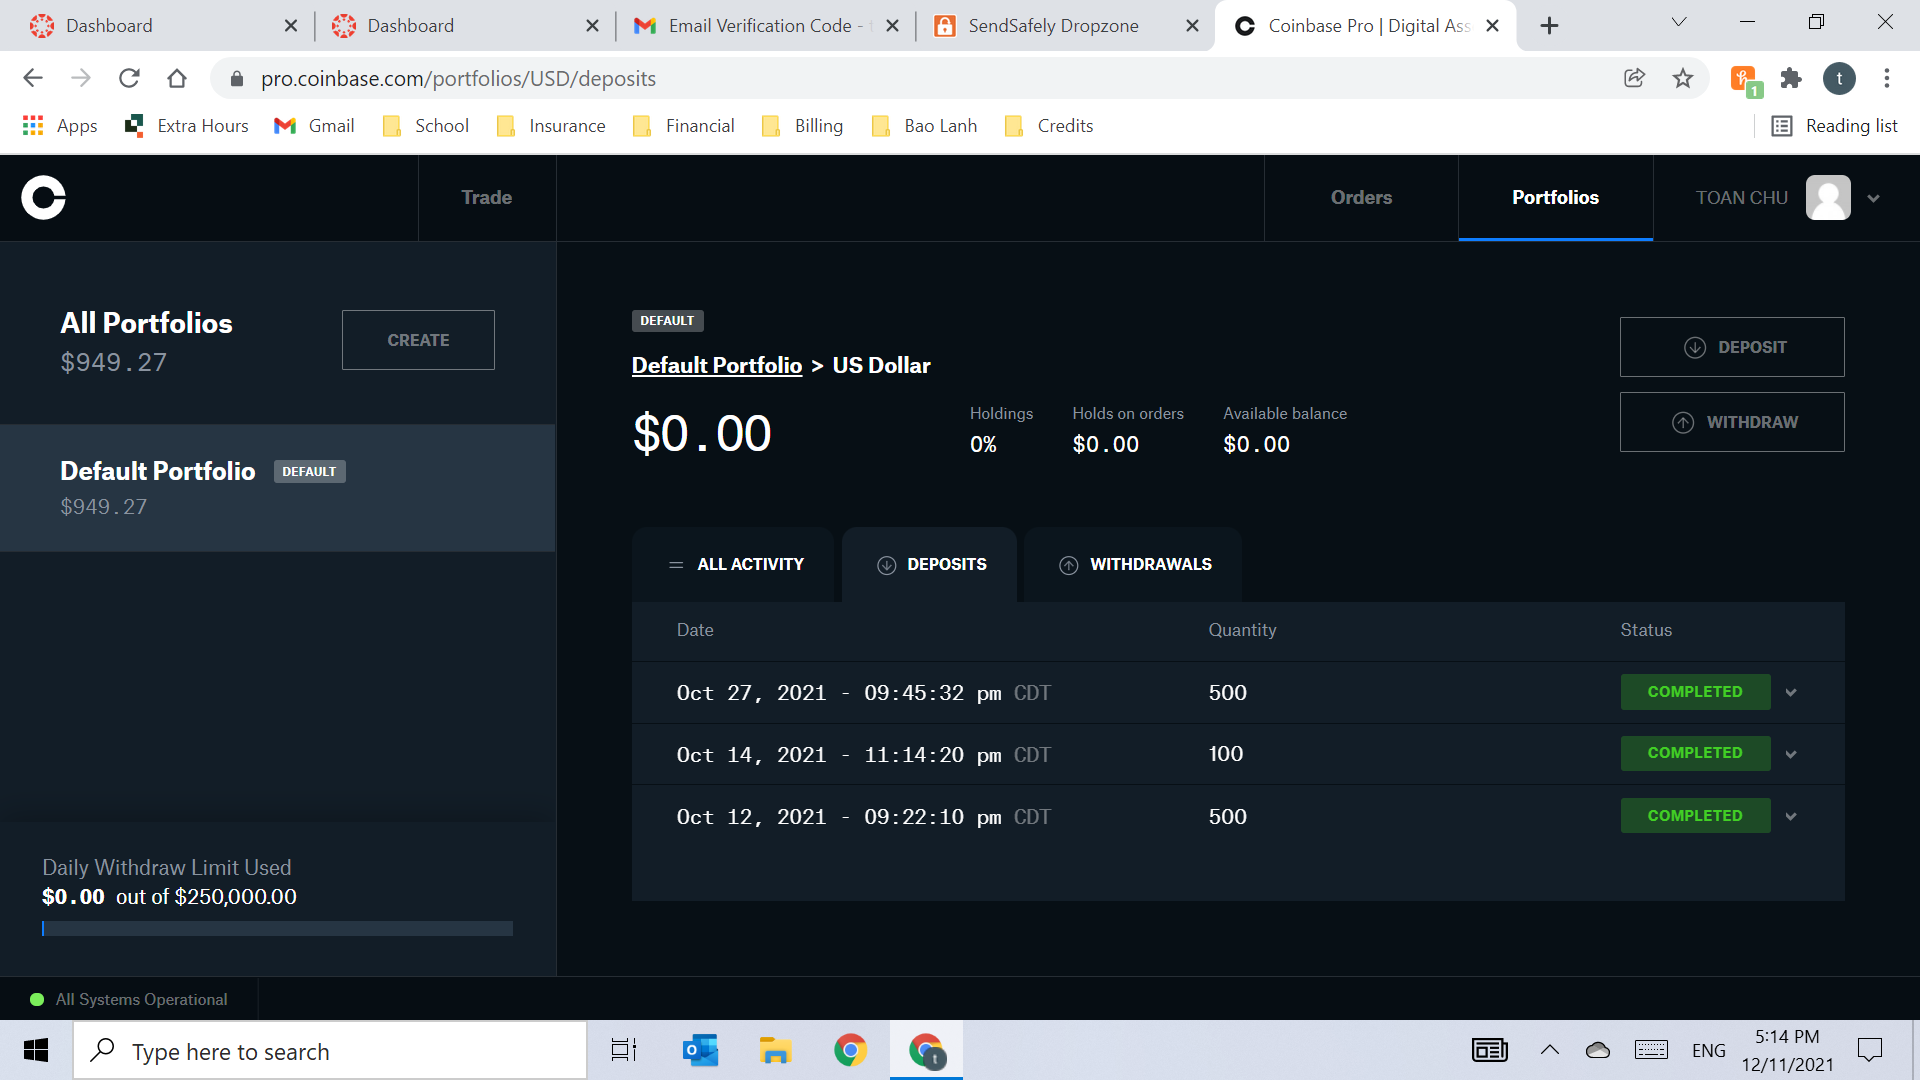 Dashboard
Dashboard
Email Verification Code -
SendSafely Dropzone
Coinbase Pro | Digital Ass
pro.coinbase.com/portfolios/USD/deposits
1
t
Apps
Extra Hours
Gmail
School
Insurance
Financial
Billing
Bao Lanh
Credits
Reading list
Trade
Orders
Portfolios
TOAN CHU
All Portfolios
$949.27
CREATE
Default Portfolio DEFAULT
$949.27
Daily Withdraw Limit Used
$0.00 out of $250,000.00
DEFAULT
Default Portfolio > US Dollar
$0.00
Holdings
0%
Holds on orders
$0.00
Available balance
$0.00
DEPOSIT
WITHDRAW
ALL ACTIVITY
DEPOSITS
WITHDRAWALS
Date Quantity Status
Oct 27, 2021 - 09:45:32 pm CDT 500 COMPLETED
Oct 14, 2021 - 11:14:20 pm CDT 100 COMPLETED
Oct 12, 2021 - 09:22:10 pm CDT 500 COMPLETED
All Systems Operational
Type here to search
t
ENG
5:14 PM
12/11/2021